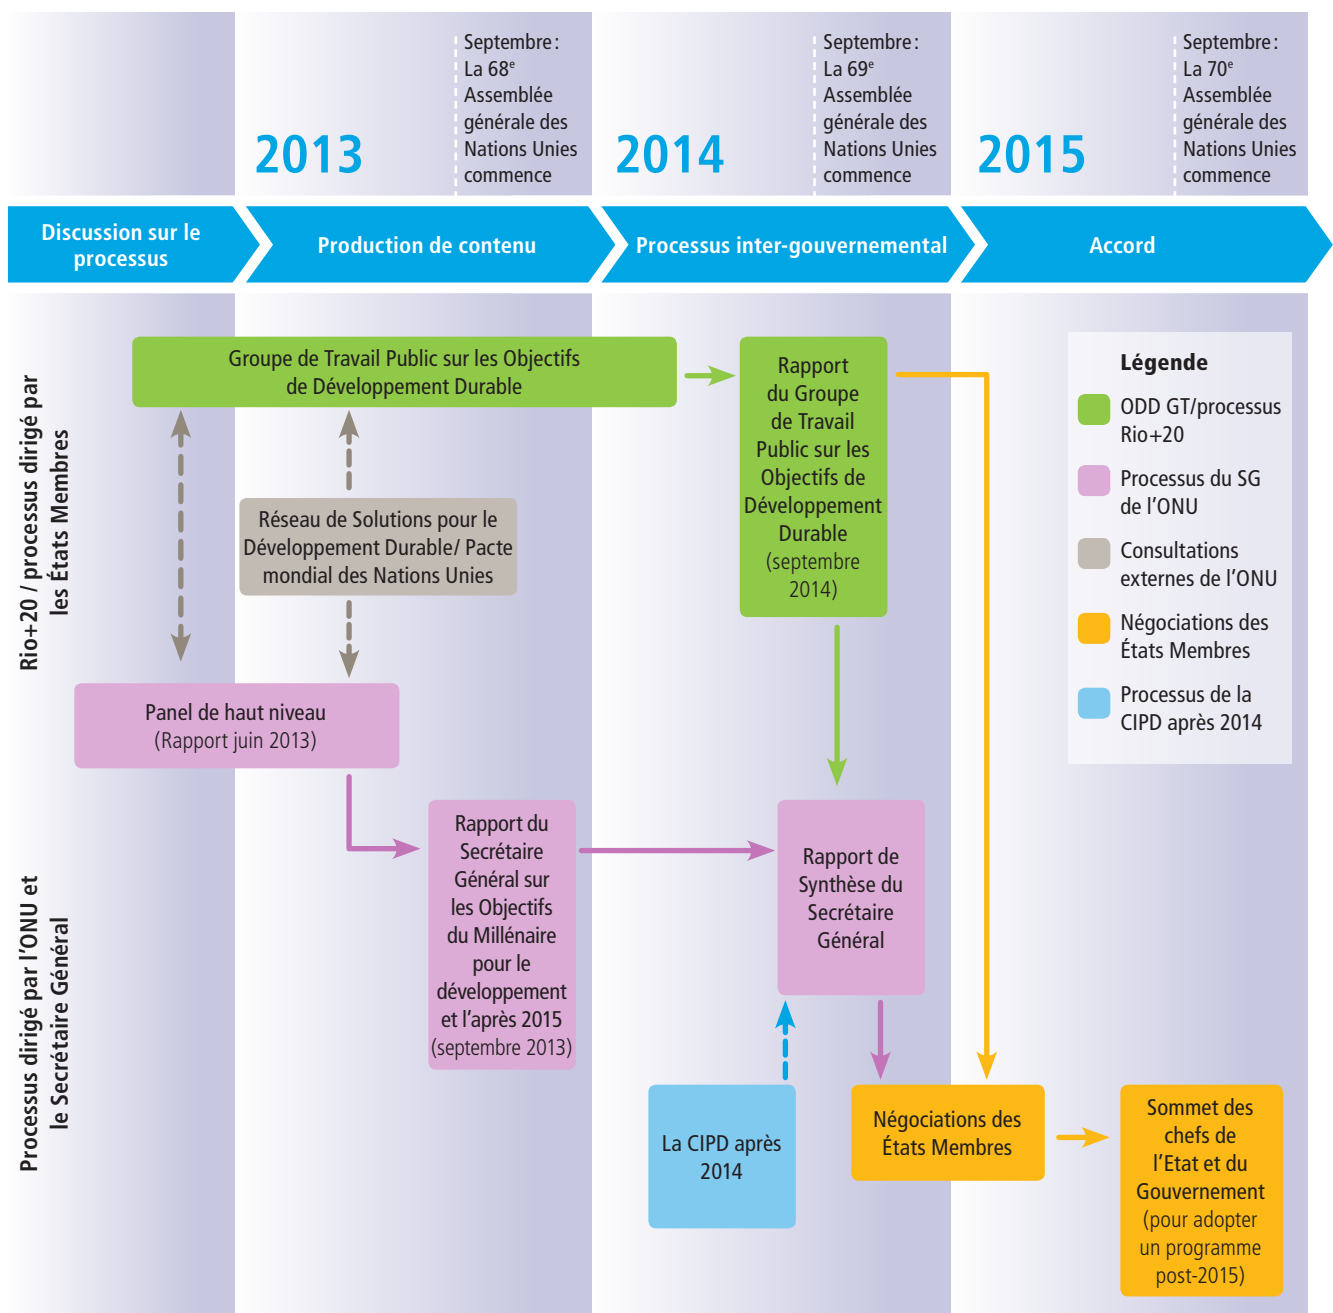 2013
Septembre :
La 68e
Assemblée
générale des
Nations Unies
commence
2014
Septembre :
La 69e
Assemblée
générale des
Nations Unies
commence
2015
Septembre :
La 70e
Assemblée
générale des
Nations Unies
commence
Discussion sur le
processus
Production de contenu
Processus inter-gouvernemental
Accord
Rio+20 / processus dirigé par
les États Membres
Groupe de Travail Public sur les Objectifs
de Développement Durable
Rapport
du Groupe
de Travail
Public sur les
Objectifs de
Développement
Durable
(septembre
2014)
Légende
ODD GT/processus
Rio+20
Processus du SG
de l'ONU
Consultations
externes de l'ONU
Négociations des
États Membres
Processus de la
CIPD après 2014
Réseau de Solutions pour le
Développement Durable/ Pacte
mondial des Nations Unies
Panel de haut niveau
(Rapport juin 2013)
Processus dirigé par l'ONU et
le Secrétaire Général
Rapport du
Secrétaire
Général sur
les Objectifs
du Millénaire
pour le
développement
et l'après 2015
(septembre 2013)
Rapport de
Synthèse du
Secrétaire
Général
La CIPD après
2014
Négociations des
États Membres
Sommet des
chefs de
l'Etat et du
Gouvernement
(pour adopter
un programme
post-2015)